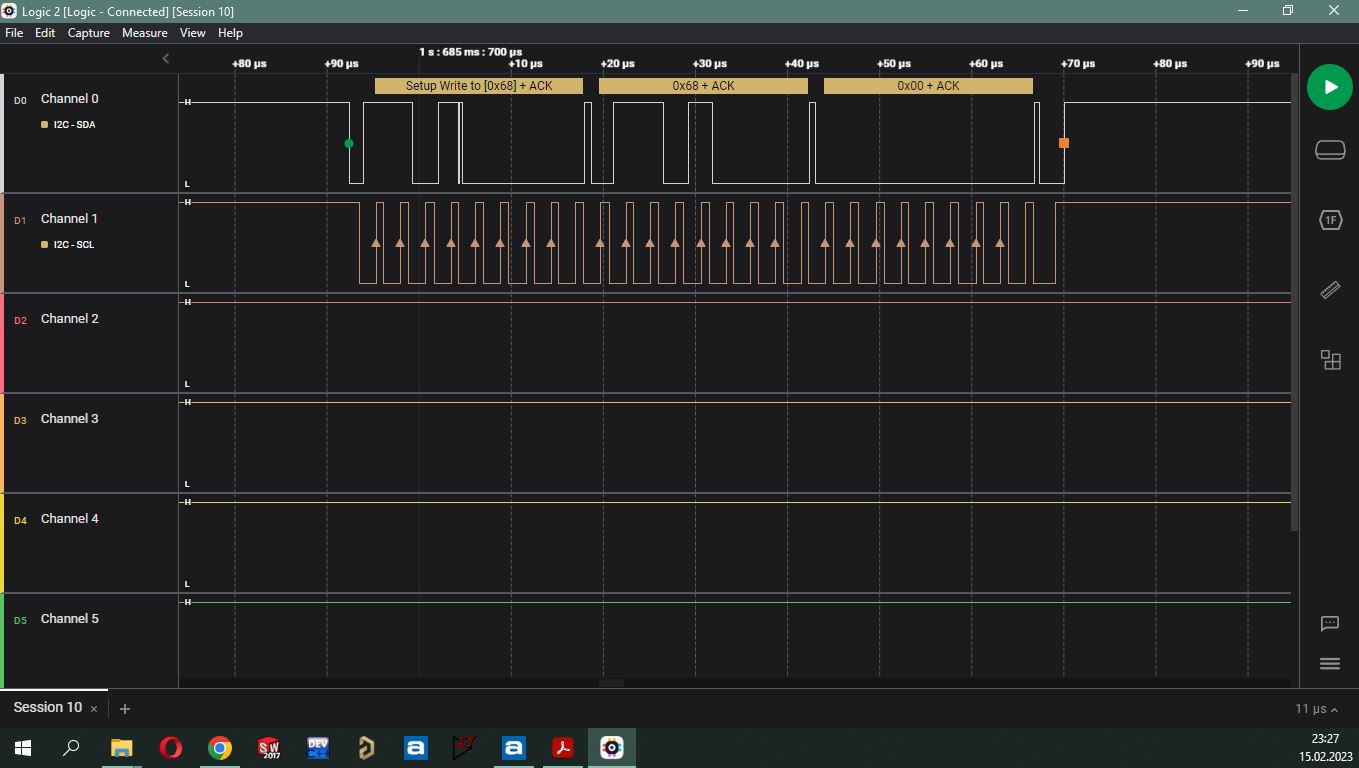 Logic 2 [Logic - Connected] [Session 10]
File Edit Capture Measure View Help
1 s : 685 ms : 700 µs
+80 µs +90 µs +10 µs +20 µs +30 µs +40 µs +50 µs +60 µs +70 µs +80 µs +90 µs
Setup Write to [0x68] + ACK 0x68 + ACK 0x00 + ACK
D0 Channel 0 H
I2C - SDA
L
D1 Channel 1 H
I2C - SCL
L
D2 Channel 2 H
L
D3 Channel 3 H
L
D4 Channel 4 H
L
D5 Channel 5 H
1F
Session 10 × +
11 µs
SW 2017
DEV C++
a
a
23:27
15.02.2023